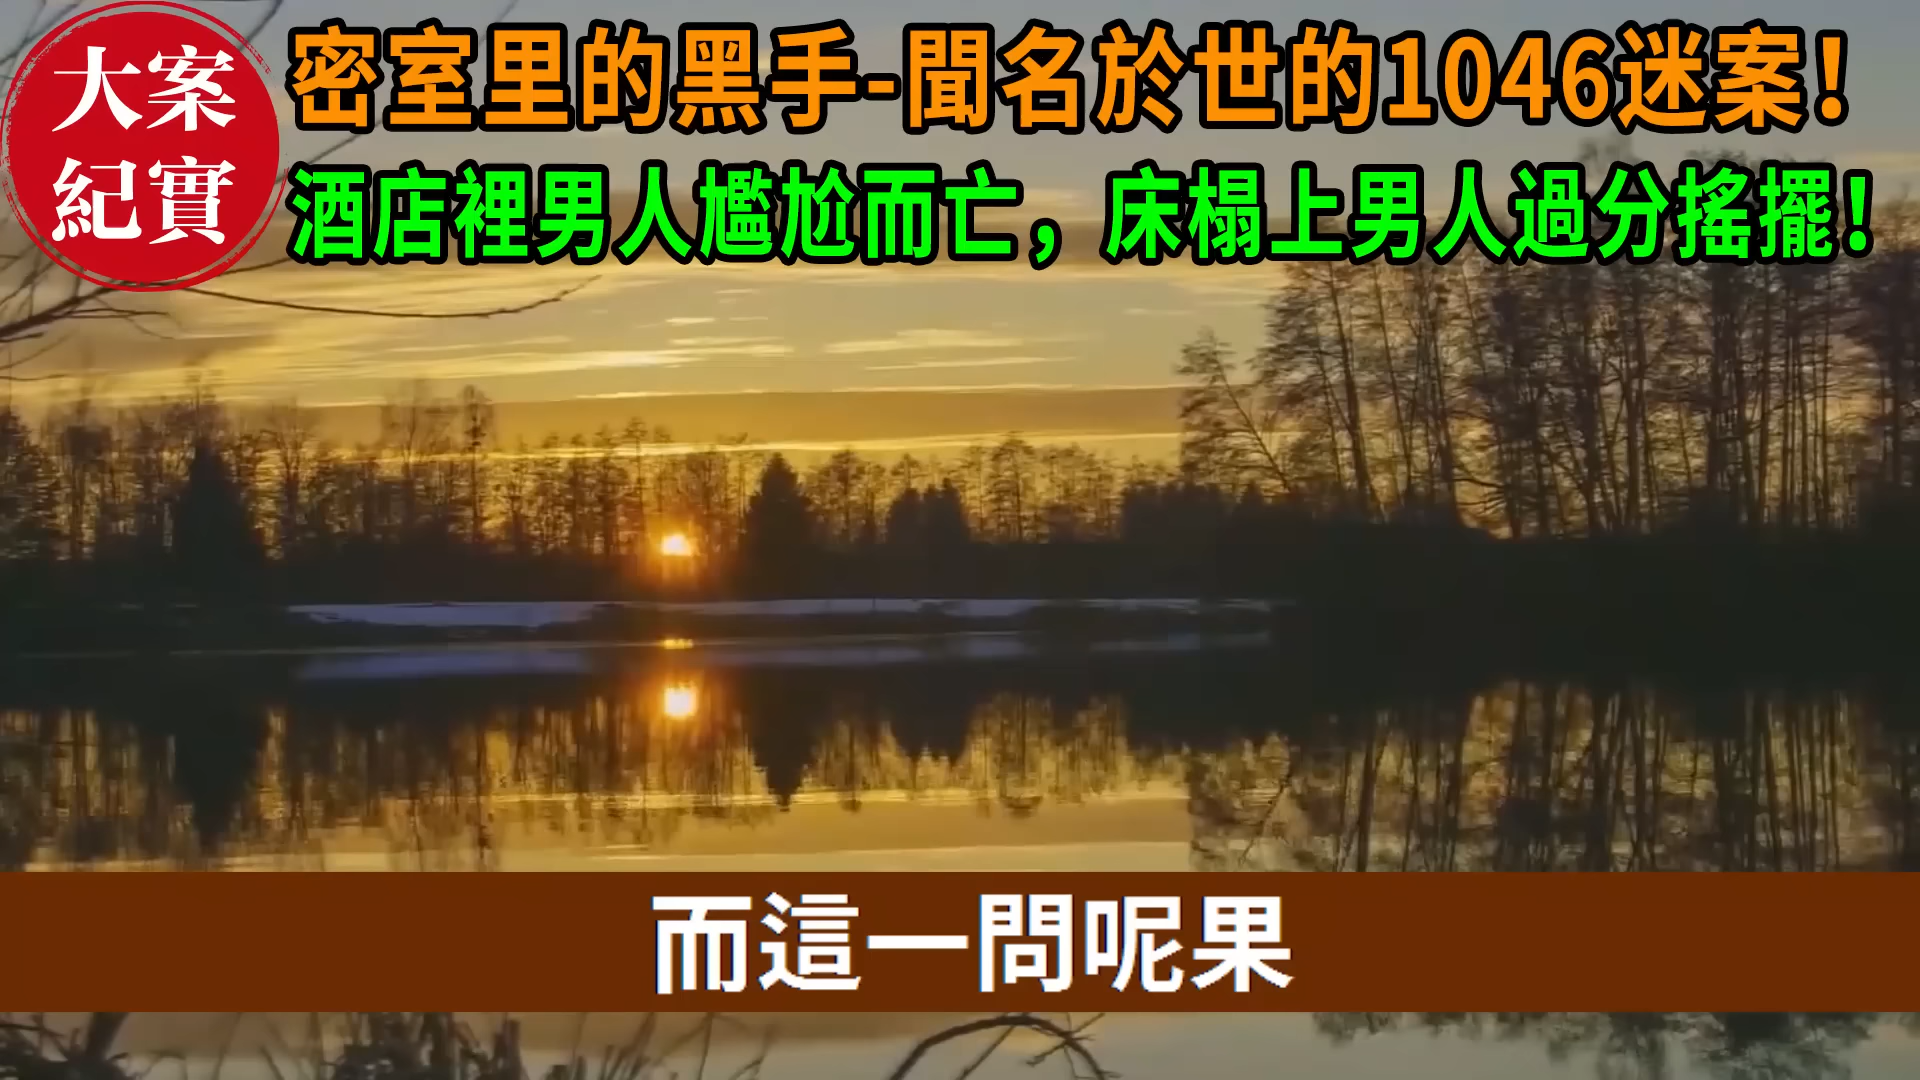 大案
紀實
密室里的黑手-聞名於世的1046迷案！
酒店裡男人尷尬而亡，床榻上男人過分搖擺！
而這一問呢果